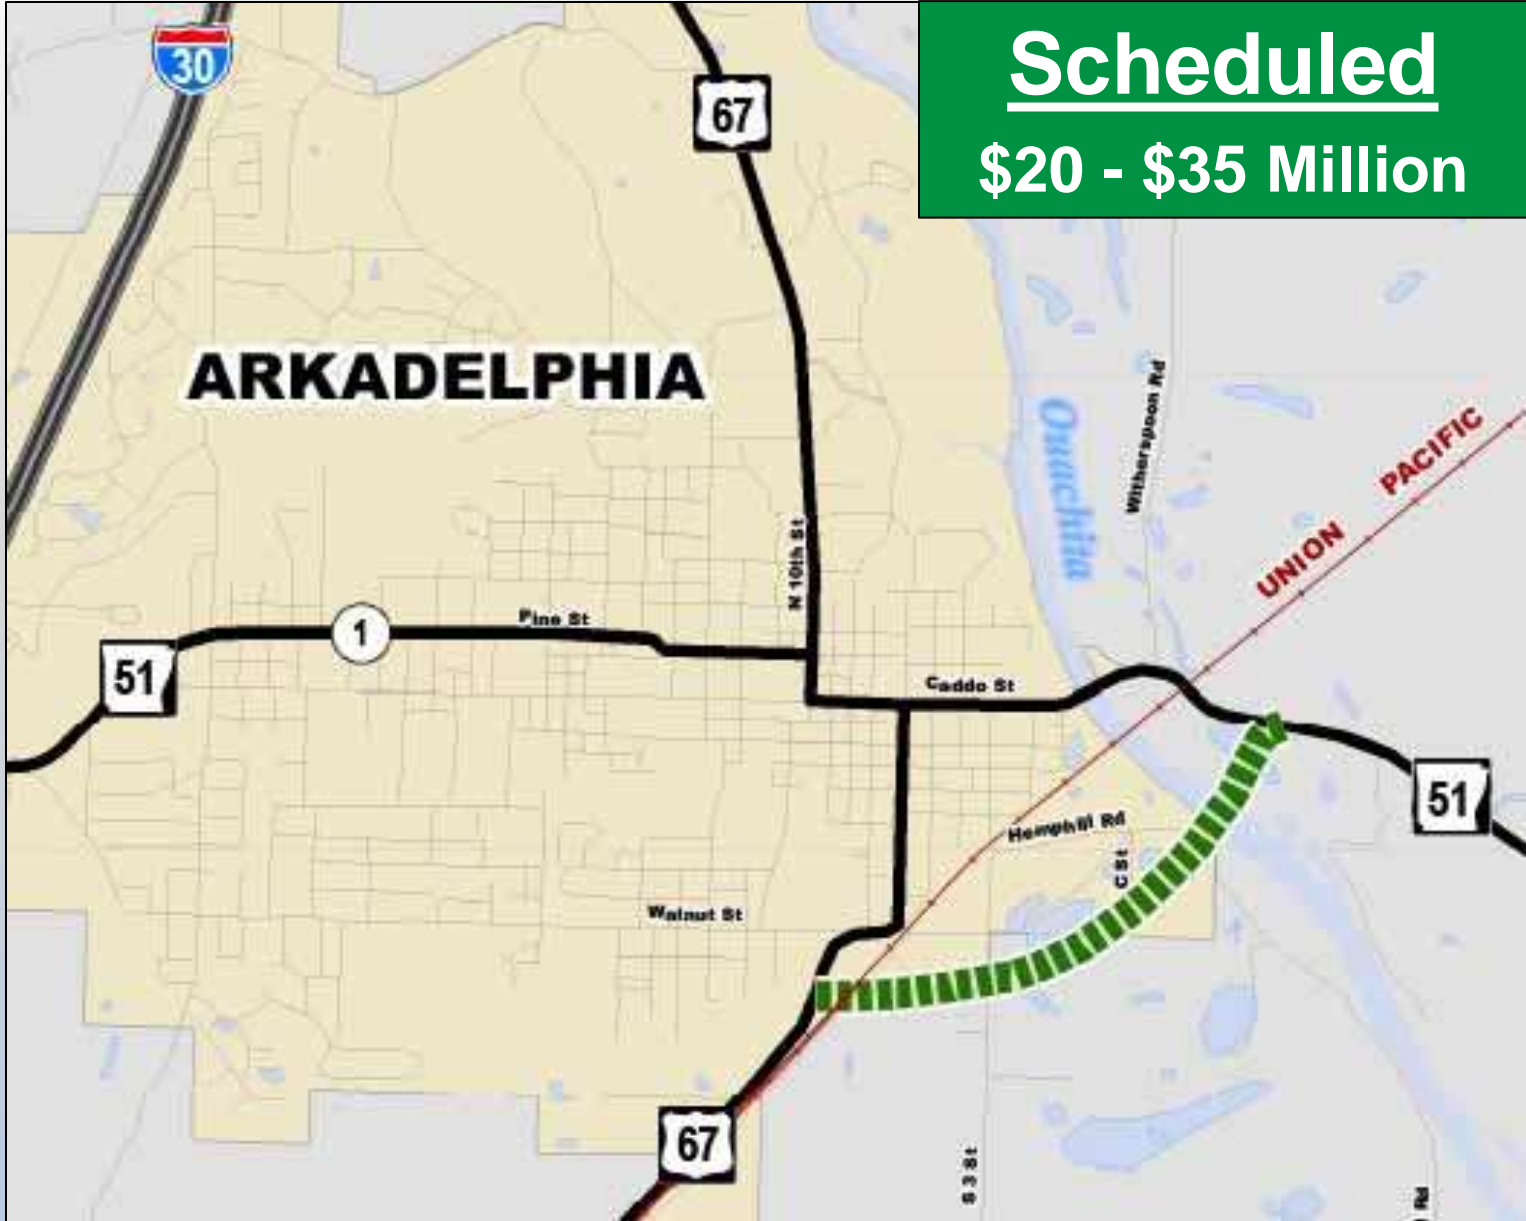 Scheduled
$20 - $35 Million
30
67
ARKADELPHIA
Ouachita
Witherspoon Rd
UNION PACIFIC
N 10th St
Pine St
1
51
Caddo St
51
Hemphill Rd
C St
Walnut St
67
S 3 St
Rd